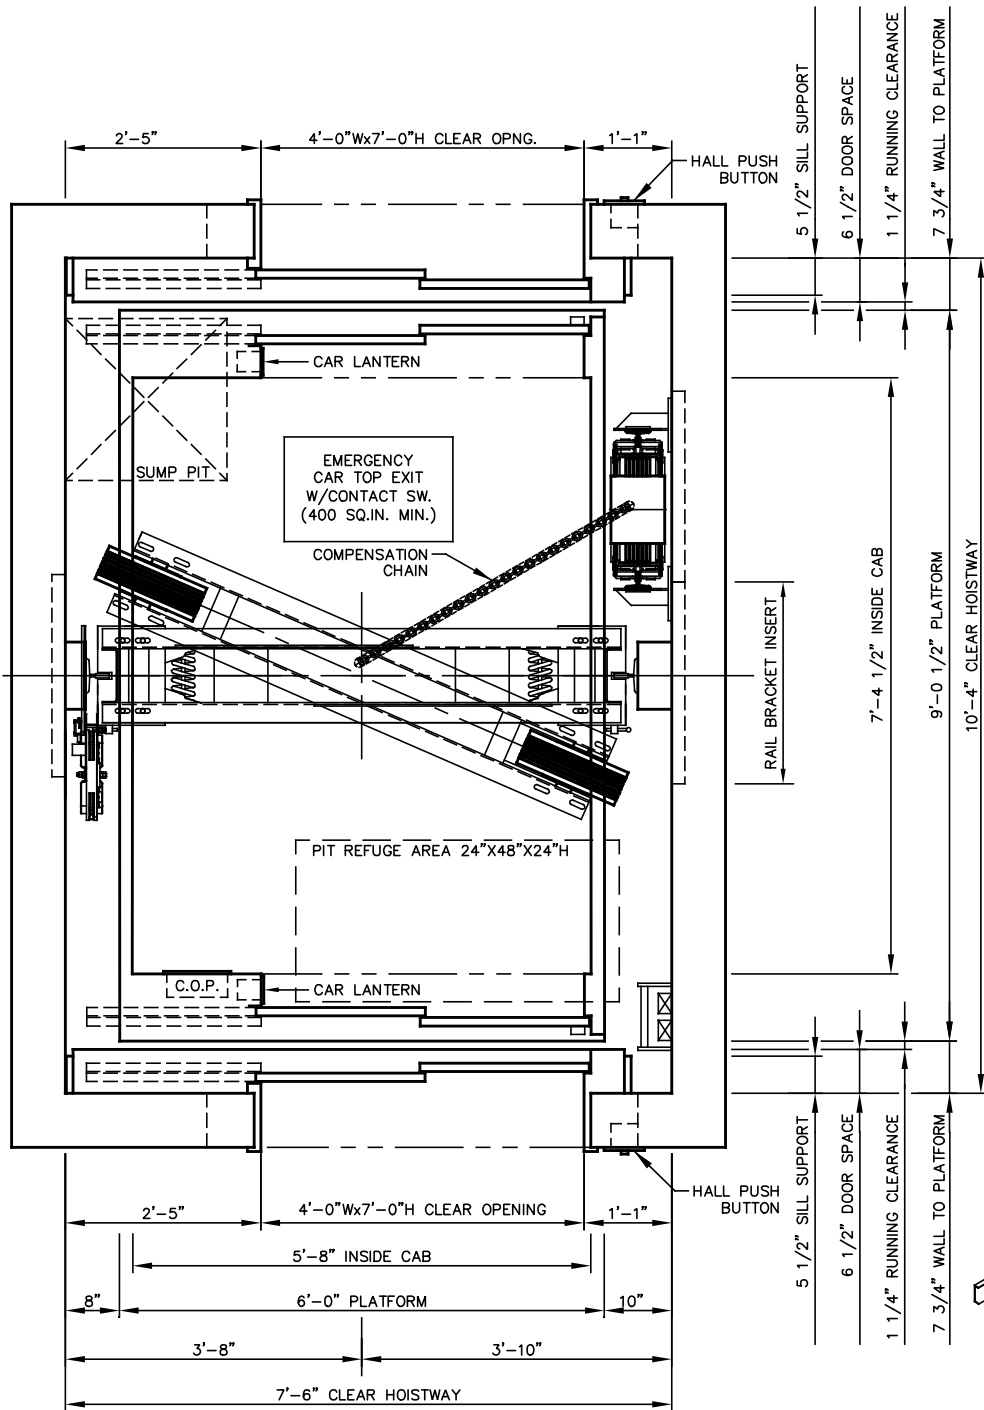 2'-5"
4'-0"Wx7'-0"H CLEAR OPNG.
1'-1"
5 1/2" SILL SUPPORT
6 1/2" DOOR SPACE
1 1/4" RUNNING CLEARANCE
7 3/4" WALL TO PLATFORM
HALL PUSH
BUTTON
CAR LANTERN
SUMP PIT
EMERGENCY
CAR TOP EXIT
W/CONTACT SW.
(400 SQ.IN. MIN.)
COMPENSATION
CHAIN
RAIL BRACKET INSERT
7'-4 1/2" INSIDE CAB
9'-0 1/2" PLATFORM
10'-4" CLEAR HOISTWAY
PIT REFUGE AREA 24"X48"X24"H
C.O.P.
CAR LANTERN
HALL PUSH
BUTTON
5 1/2" SILL SUPPORT
6 1/2" DOOR SPACE
1 1/4" RUNNING CLEARANCE
7 3/4" WALL TO PLATFORM
2'-5"
4'-0"Wx7'-0"H CLEAR OPENING
1'-1"
5'-8" INSIDE CAB
8"
6'-0" PLATFORM
10"
3'-8"
3'-10"
7'-6" CLEAR HOISTWAY